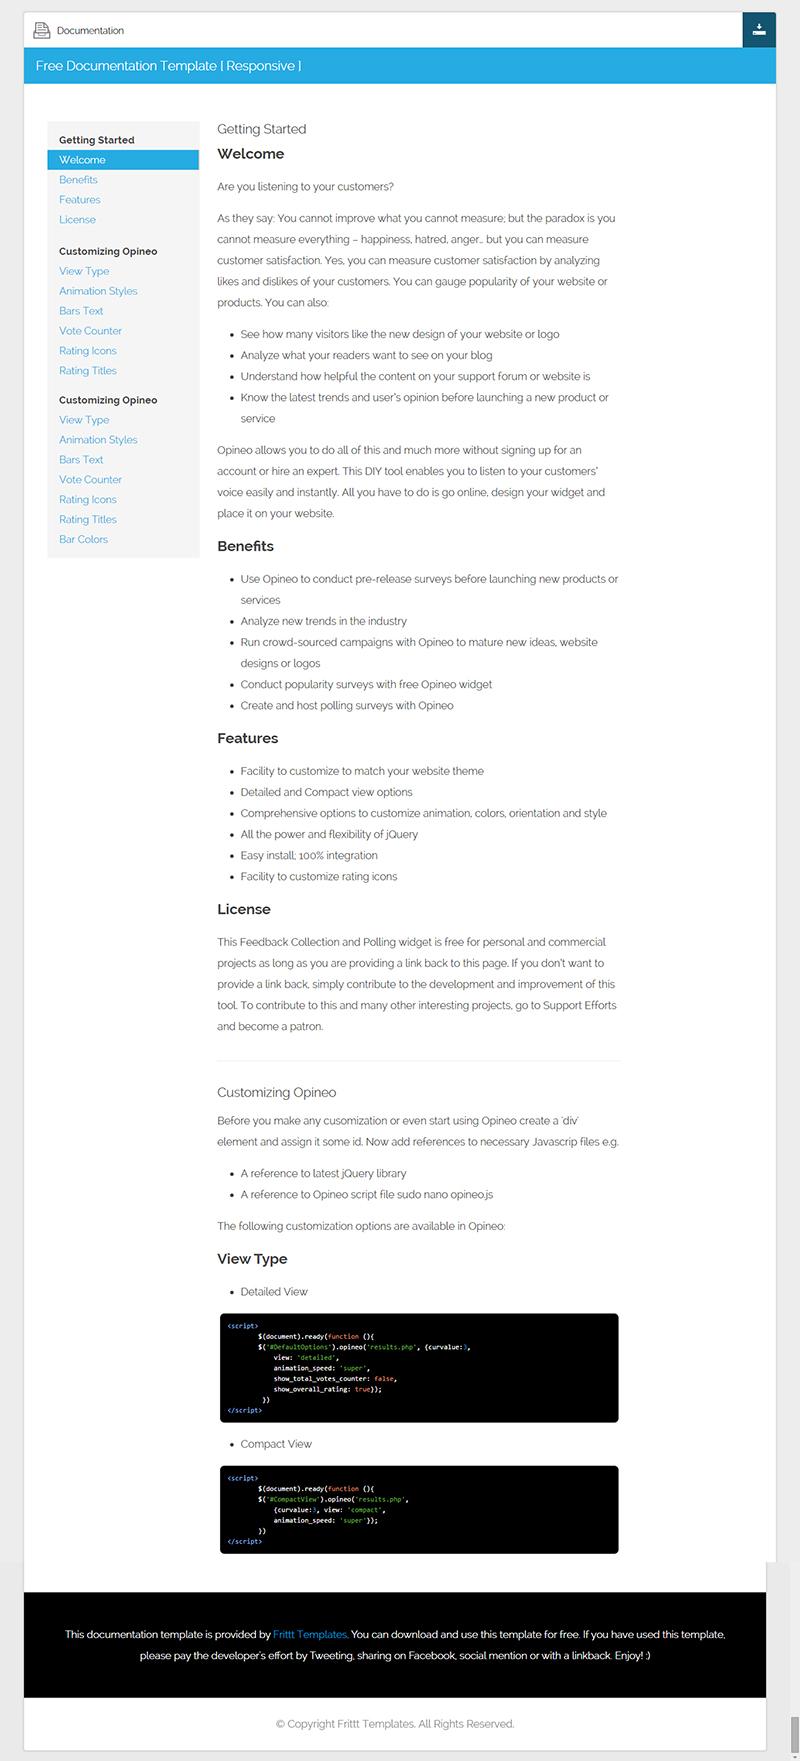 Documentation
Free Documentation Template [ Responsive ]
Getting Started
Welcome
Benefits
Features
License
Customizing Opineo
View Type
Animation Styles
Bars Text
Vote Counter
Rating Icons
Rating Titles
Customizing Opineo
View Type
Animation Styles
Bars Text
Vote Counter
Rating Icons
Rating Titles
Bar Colors
Getting Started
Welcome
Are you listening to your customers?
As they say: You cannot improve what you cannot measure; but the paradox is you
cannot measure everything – happiness, hatred, anger… but you can measure
customer satisfaction. Yes, you can measure customer satisfaction by analyzing
likes and dislikes of your customers. You can gauge popularity of your website or
products. You can also:
• See how many visitors like the new design of your website or logo
• Analyze what your readers want to see on your blog
• Understand how helpful the content on your support forum or website is
• Know the latest trends and user's opinion before launching a new product or
service
Opineo allows you to do all of this and much more without signing up for an
account or hire an expert. This DIY tool enables you to listen to your customers'
voice easily and instantly. All you have to do is go online, design your widget and
place it on your website.
Benefits
• Use Opineo to conduct pre-release surveys before launching new products or
services
• Analyze new trends in the industry
• Run crowd-sourced campaigns with Opineo to mature new ideas, website
designs or logos
• Conduct popularity surveys with free Opineo widget
• Create and host polling surveys with Opineo
Features
• Facility to customize to match your website theme
• Detailed and Compact view options
• Comprehensive options to customize animation, colors, orientation and style
• All the power and flexibility of jQuery
• Easy install; 100% integration
• Facility to customize rating icons
License
This Feedback Collection and Polling widget is free for personal and commercial
projects as long as you are providing a link back to this page. If you don't want to
provide a link back, simply contribute to the development and improvement of this
tool. To contribute to this and many other interesting projects, go to Support Efforts
and become a patron.
Customizing Opineo
Before you make any cusomization or even start using Opineo create a 'div'
element and assign it some id. Now add references to necessary Javascrip files e.g.
• A reference to latest jQuery library
• A reference to Opineo script file sudo nano opineo.js
The following customization options are available in Opineo:
View Type
• Detailed View
<script>
$(document).ready(function (){
$('#DefaultOptions').opineo('results.php', {curvalue:3,
view: 'detailed',
animation_speed: 'super',
show_total_votes_counter: false,
show_overall_rating: true});
})
</script>
• Compact View
<script>
$(document).ready(function (){
$('#CompactView').opineo('results.php',
{curvalue:3, view: 'compact',
animation_speed: 'super'});
})
</script>
This documentation template is provided by Frittt Templates. You can download and use this template for free. If you have used this template,
please pay the developer's effort by Tweeting, sharing on Facebook, social mention or with a linkback. Enjoy! :)
© Copyright Frittt Templates. All Rights Reserved.